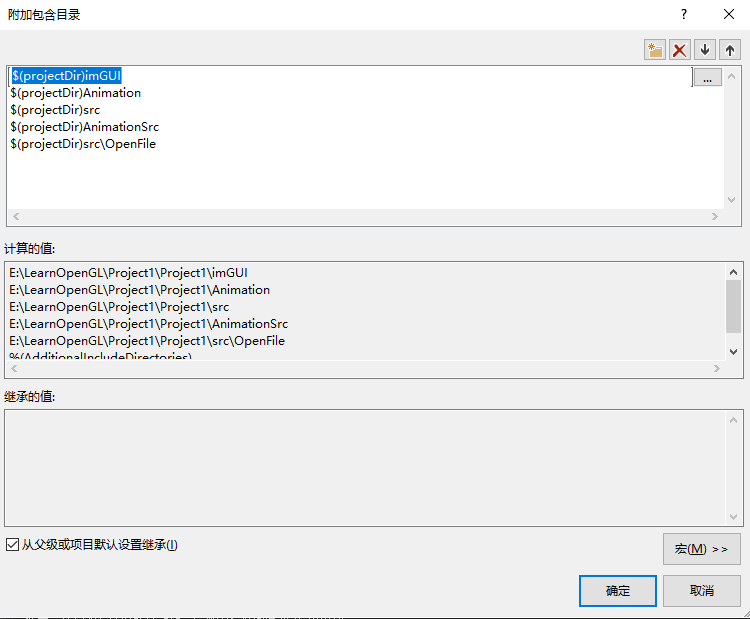 附加包含目录
?
$(projectDir)imGUI
...
$(projectDir)Animation
$(projectDir)src
$(projectDir)AnimationSrc
$(projectDir)src\OpenFile
计算的值:
E:\LearnOpenGL\Project1\Project1\imGUI
E:\LearnOpenGL\Project1\Project1\Animation
E:\LearnOpenGL\Project1\Project1\src
E:\LearnOpenGL\Project1\Project1\AnimationSrc
E:\LearnOpenGL\Project1\Project1\src\OpenFile
%(AdditionalIncludeDirectories)
继承的值:
从父级或项目默认设置继承(I)
宏(M) >>
确定
取消